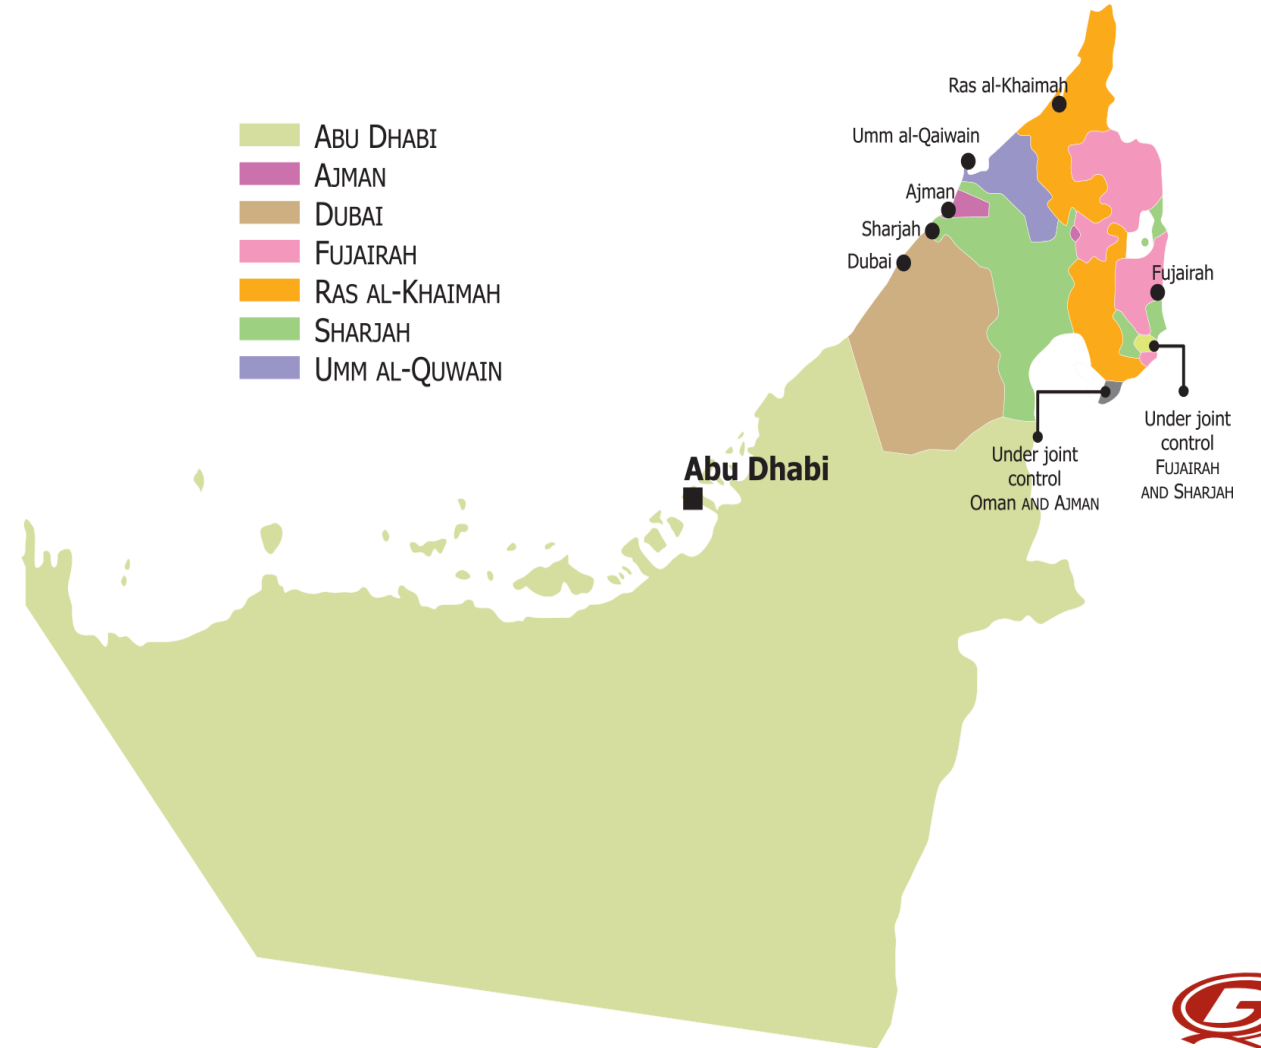 ABU DHABI
AJMAN
DUBAI
FUJAIRAH
RAS AL-KHAIMAH
SHARJAH
UMM AL-QUWAIN
Ras al-Khaimah
Umm al-Qaiwain
Ajman
Sharjah
Dubai
Fujairah
Abu Dhabi
Under joint
control
Oman AND AJMAN
Under joint
control
FUJAIRAH
AND SHARJAH
G